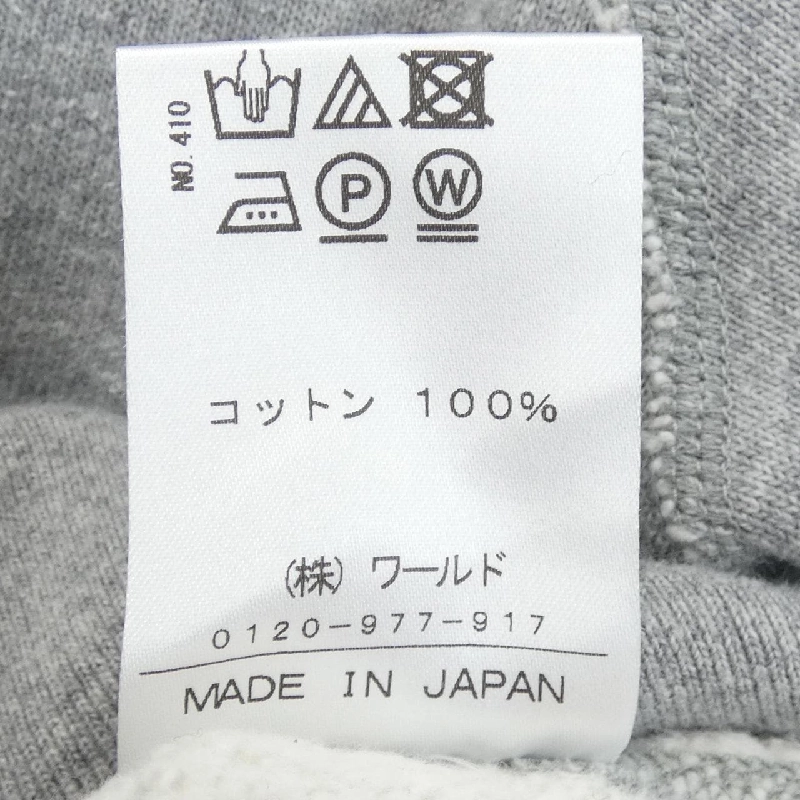 NO. 410
P W
コットン 100%
(株) ワールド
0120-977-917
MADE IN JAPAN